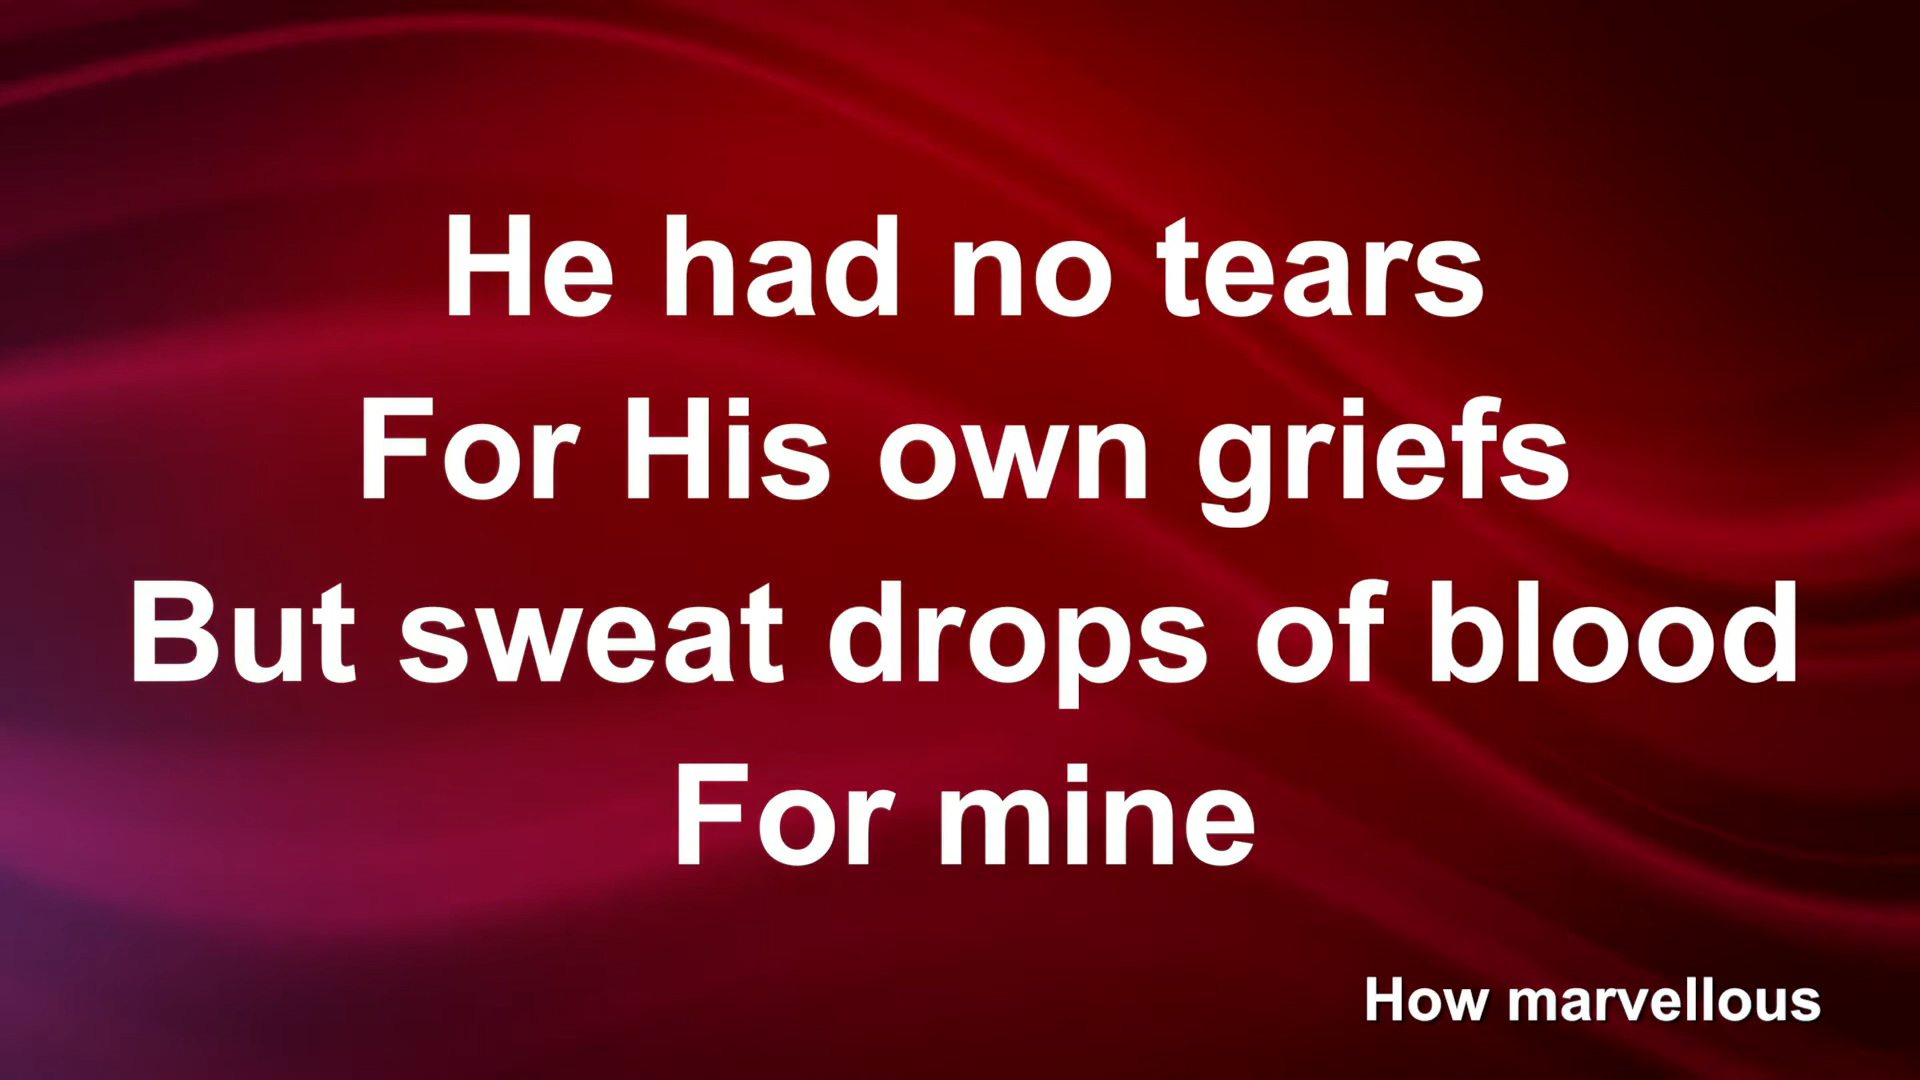 He had no tears
For His own griefs
But sweat drops of blood
For mine
How marvellous